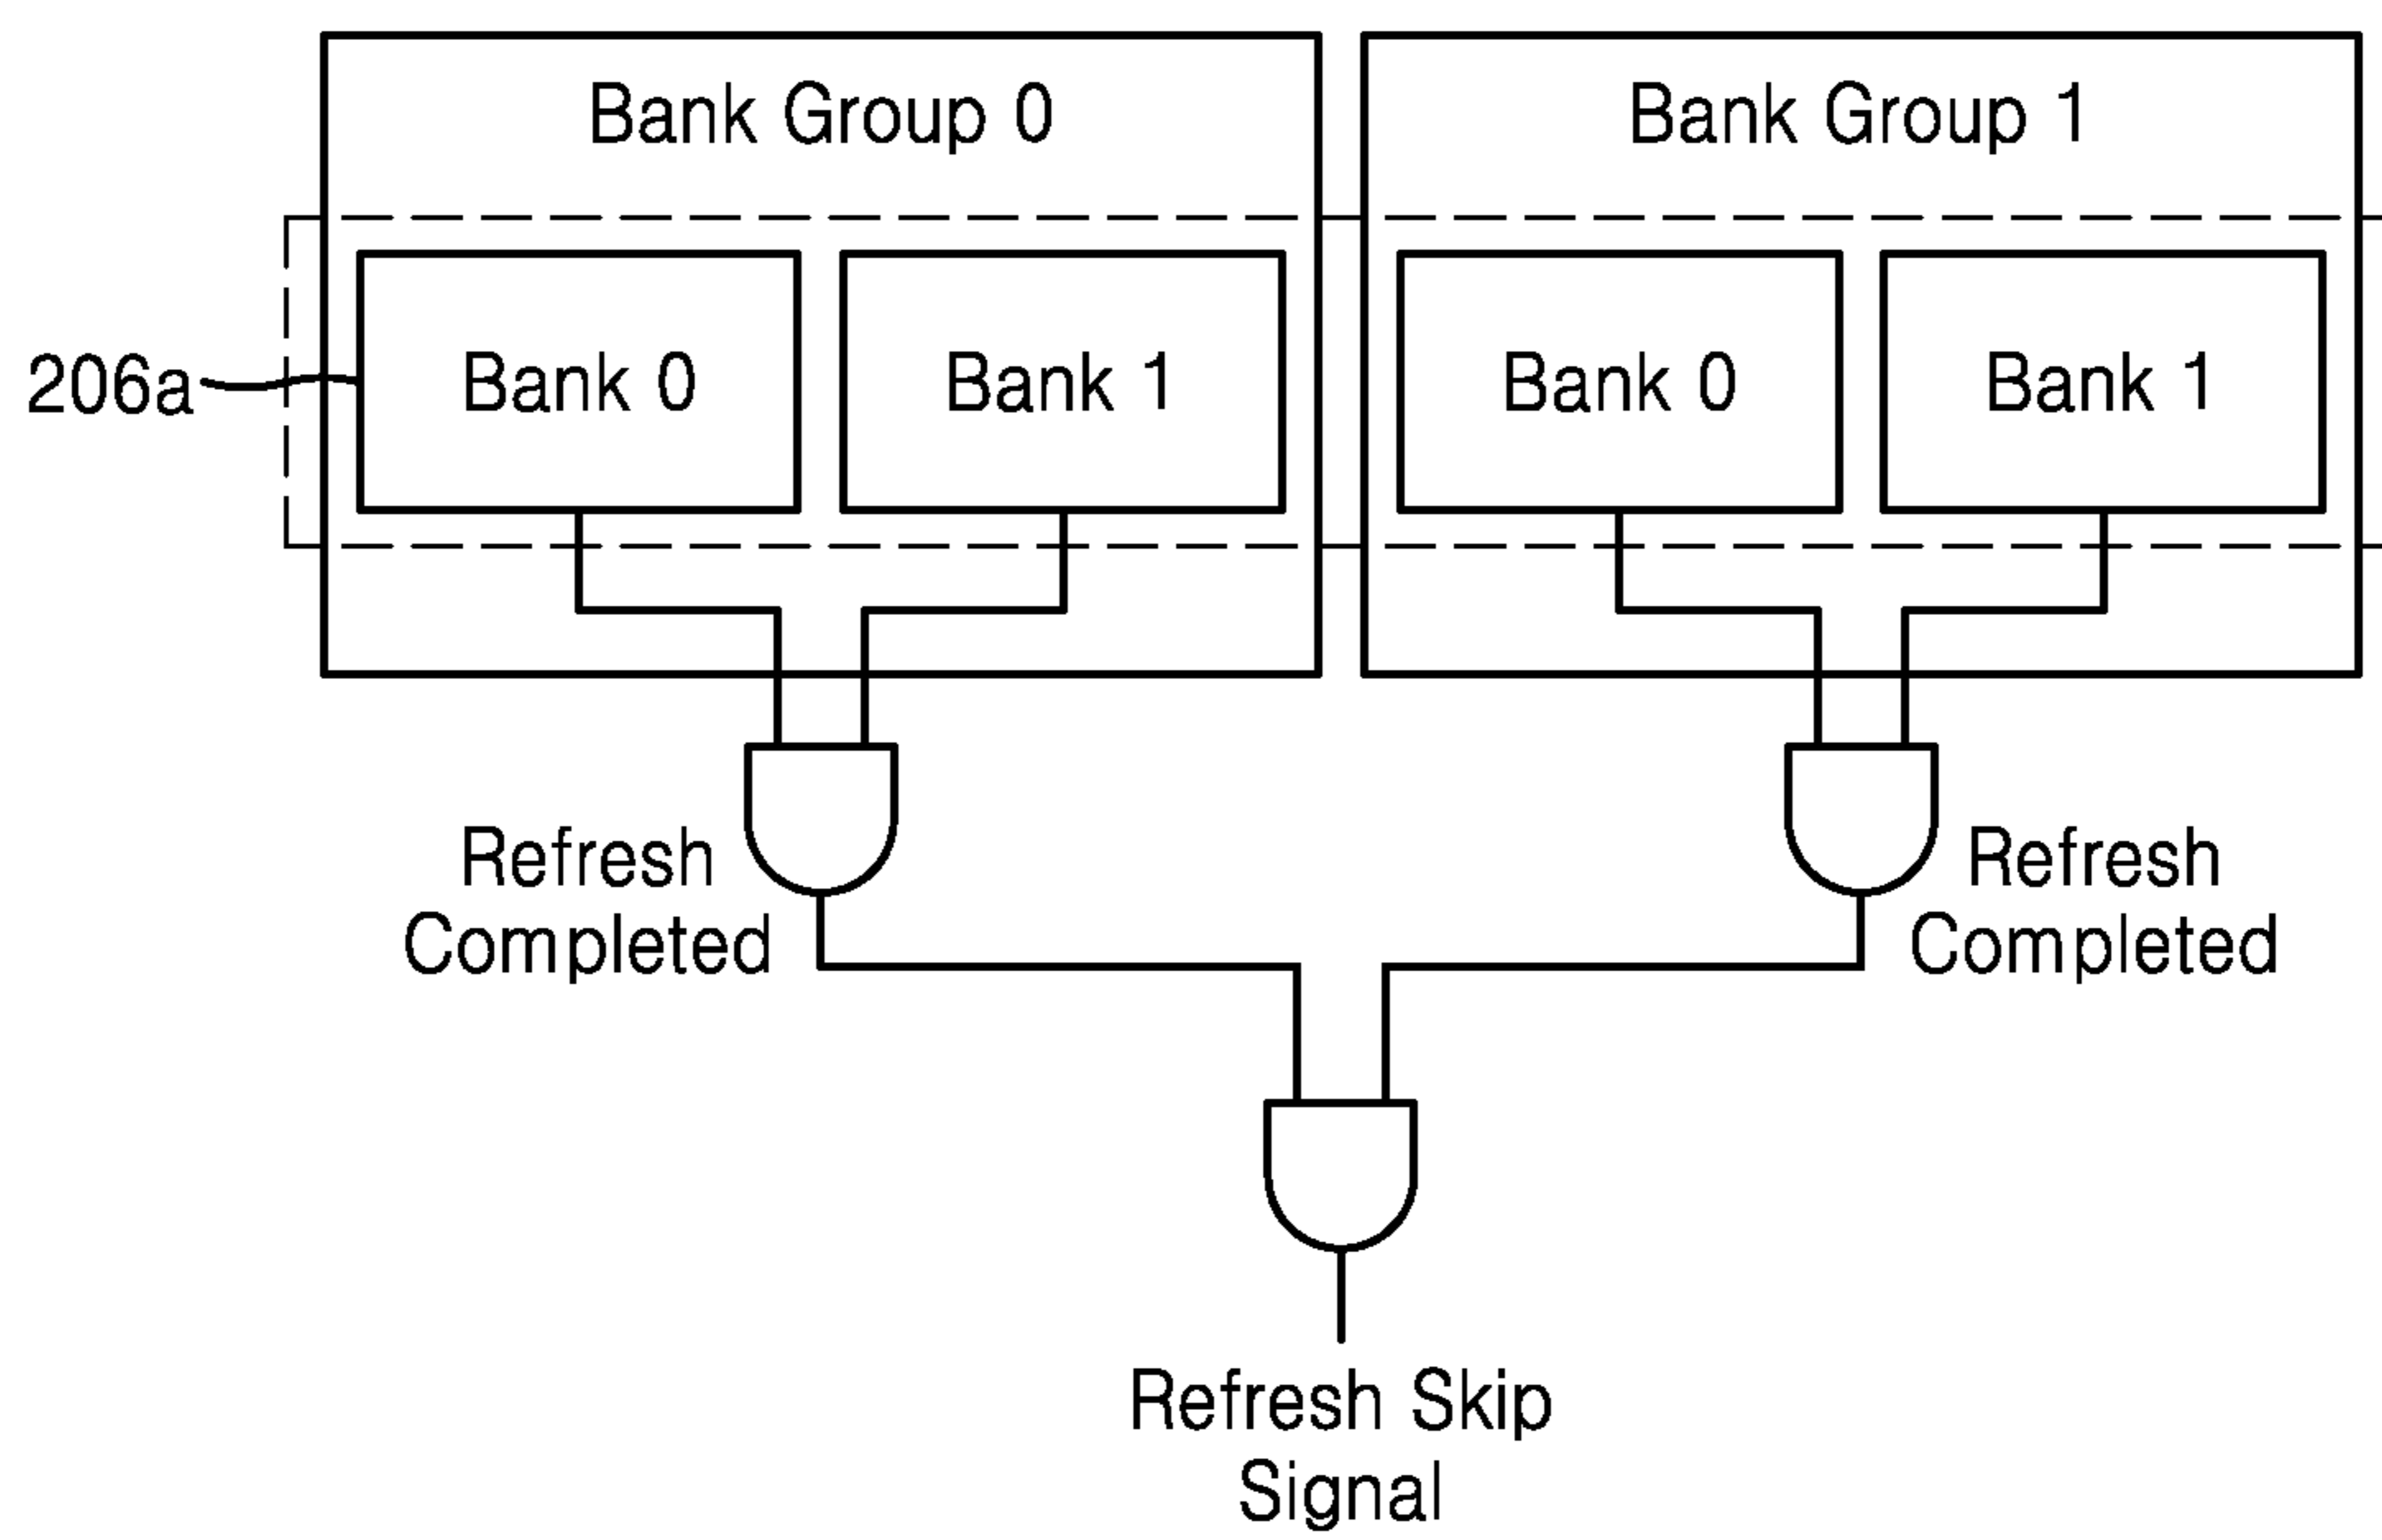 Bank Group 0
Bank Group 1
206a
Bank 0
Bank 1
Bank 0
Bank 1
Refresh
Completed
Refresh
Completed
Refresh Skip
Signal